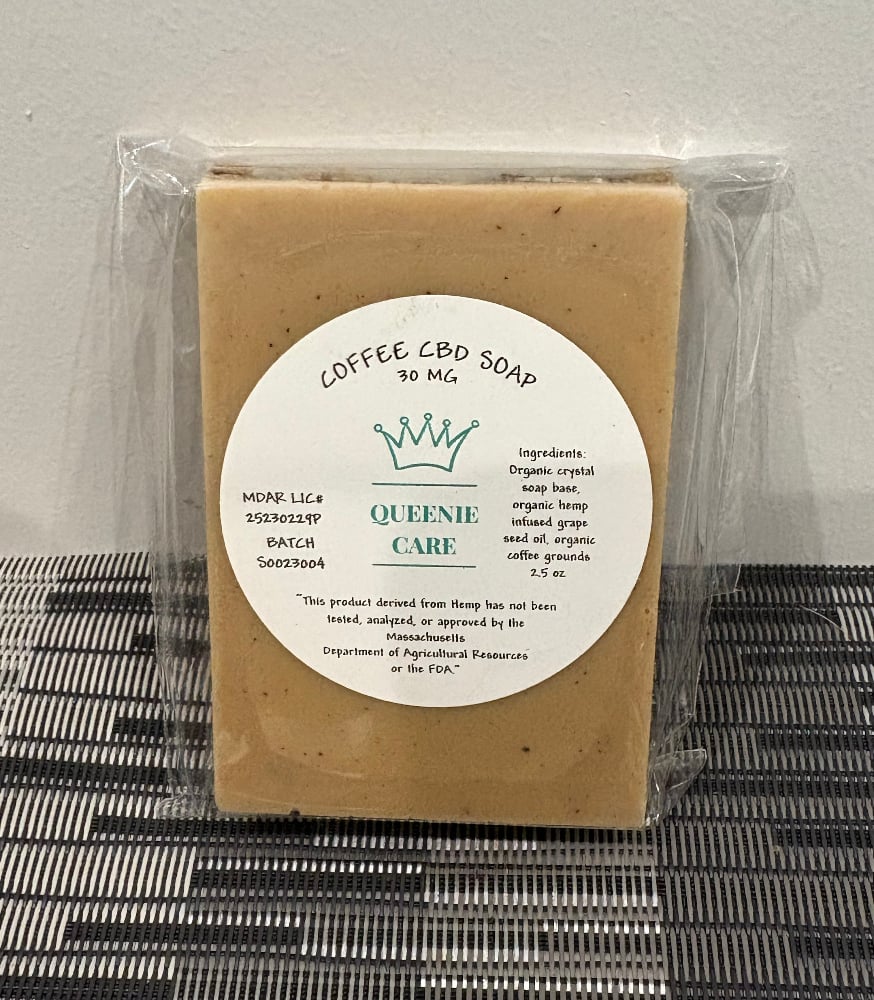 COFFEE CBD SOAP
30 MG
MDAR LIC#
25230229P
BATCH
S0023004
QUEENIE
CARE
Ingredients:
Organic crystal
soap base,
organic hemp
infused grape
seed oil, organic
coffee grounds
2.5 oz
"This product derived from Hemp has not been
tested, analyzed, or approved by the
Massachusetts
Department of Agricultural Resources
or the FDA"